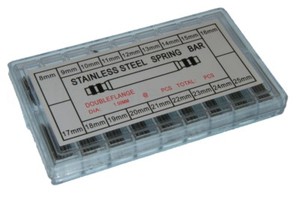 8mm 9mm 10mm 11mm 12mm 13mm 14mm 15mm 16mm
STAINLESS STEEL SPRING BAR
DOUBLEFLANGE
DIA. @ PCS TOTAL PCS
17mm 18mm 19mm 20mm 21mm 22mm 23mm 24mm 25mm